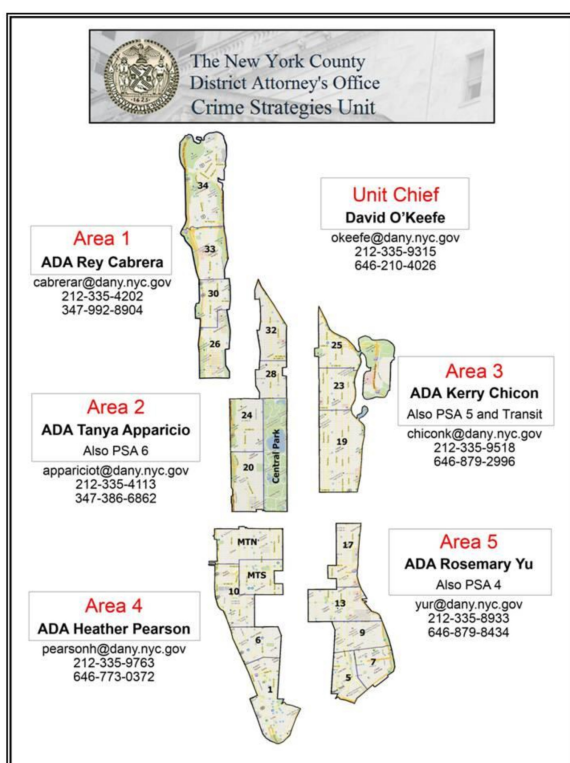 The New York County
District Attorney's Office
Crime Strategies Unit
34
33
30
26
Area 1
ADA Rey Cabrera
cabrerar@dany.nyc.gov
212-335-4202
347-992-8904
Unit Chief
David O'Keefe
okeefe@dany.nyc.gov
212-335-9315
646-210-4026
32
28
24
20
Central Park
Area 2
ADA Tanya Apparicio
Also PSA 6
appariciot@dany.nyc.gov
212-335-4113
347-386-6862
25
23
19
Area 3
ADA Kerry Chicon
Also PSA 5 and Transit
chiconk@dany.nyc.gov
212-335-9518
646-879-2996
MTN
MTS
10
6
1
Area 4
ADA Heather Pearson
pearsonh@dany.nyc.gov
212-335-9763
646-773-0372
17
13
9
7
5
Area 5
ADA Rosemary Yu
Also PSA 4
yur@dany.nyc.gov
212-335-8933
646-879-8434